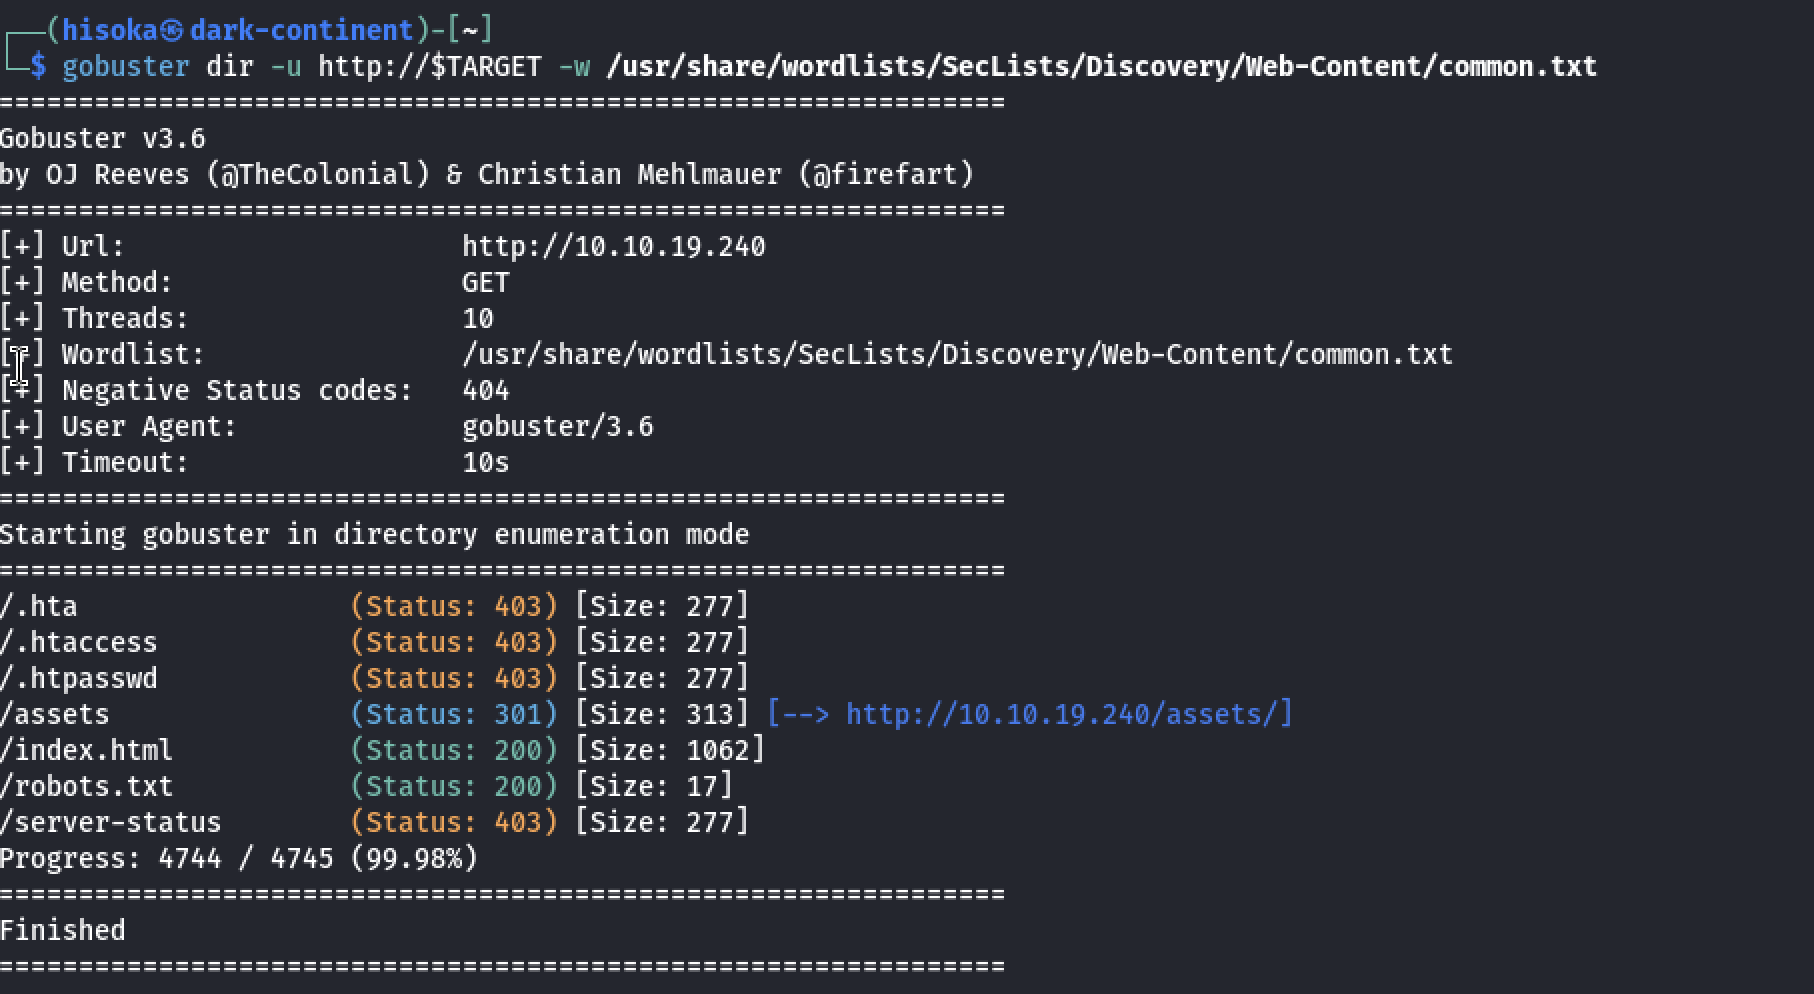 ┌──(hisoka㉿dark-continent)-[~]
└─$ gobuster dir -u http://$TARGET -w /usr/share/wordlists/SecLists/Discovery/Web-Content/common.txt
===============================================================
Gobuster v3.6
by OJ Reeves (@TheColonial) & Christian Mehlmauer (@firefart)
===============================================================
[+] Url:                     http://10.10.19.240
[+] Method:                  GET
[+] Threads:                 10
[+] Wordlist:                /usr/share/wordlists/SecLists/Discovery/Web-Content/common.txt
[+] Negative Status codes:   404
[+] User Agent:              gobuster/3.6
[+] Timeout:                 10s
===============================================================
Starting gobuster in directory enumeration mode
===============================================================
/.hta                 (Status: 403) [Size: 277]
/.htaccess            (Status: 403) [Size: 277]
/.htpasswd            (Status: 403) [Size: 277]
/assets               (Status: 301) [Size: 313] [--> http://10.10.19.240/assets/]
/index.html           (Status: 200) [Size: 1062]
/robots.txt           (Status: 200) [Size: 17]
/server-status        (Status: 403) [Size: 277]
Progress: 4744 / 4745 (99.98%)
===============================================================
Finished
===============================================================